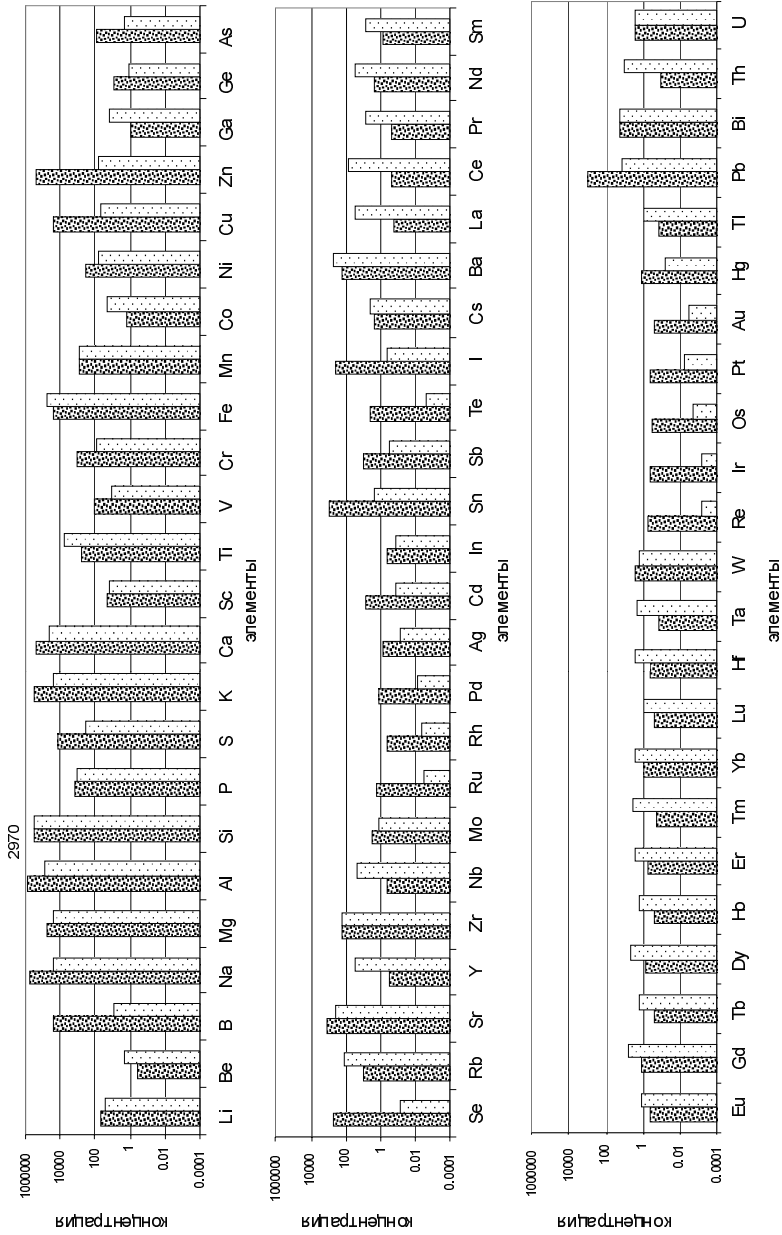 2970
концентрация
1000000
10000
100
1
0.01
0.0001
Li Be B Na Mg Al Si P S K Ca Sc Ti V Cr Fe Mn Co Ni Cu Zn Ga Ge As
элементы
концентрация
1000000
10000
100
1
0.01
0.0001
Se Rb Sr Y Zr Nb Mo Ru Rh Pd Ag Cd In Sn Sb Te I Cs Ba La Ce Pr Nd Sm
элементы
концентрация
1000000
10000
100
1
0.01
0.0001
Eu Gd Tb Dy Hb Er Tm Yb Lu Hf Ta W Re Ir Os Pt Au Hg Tl Pb Bi Th U
элементы